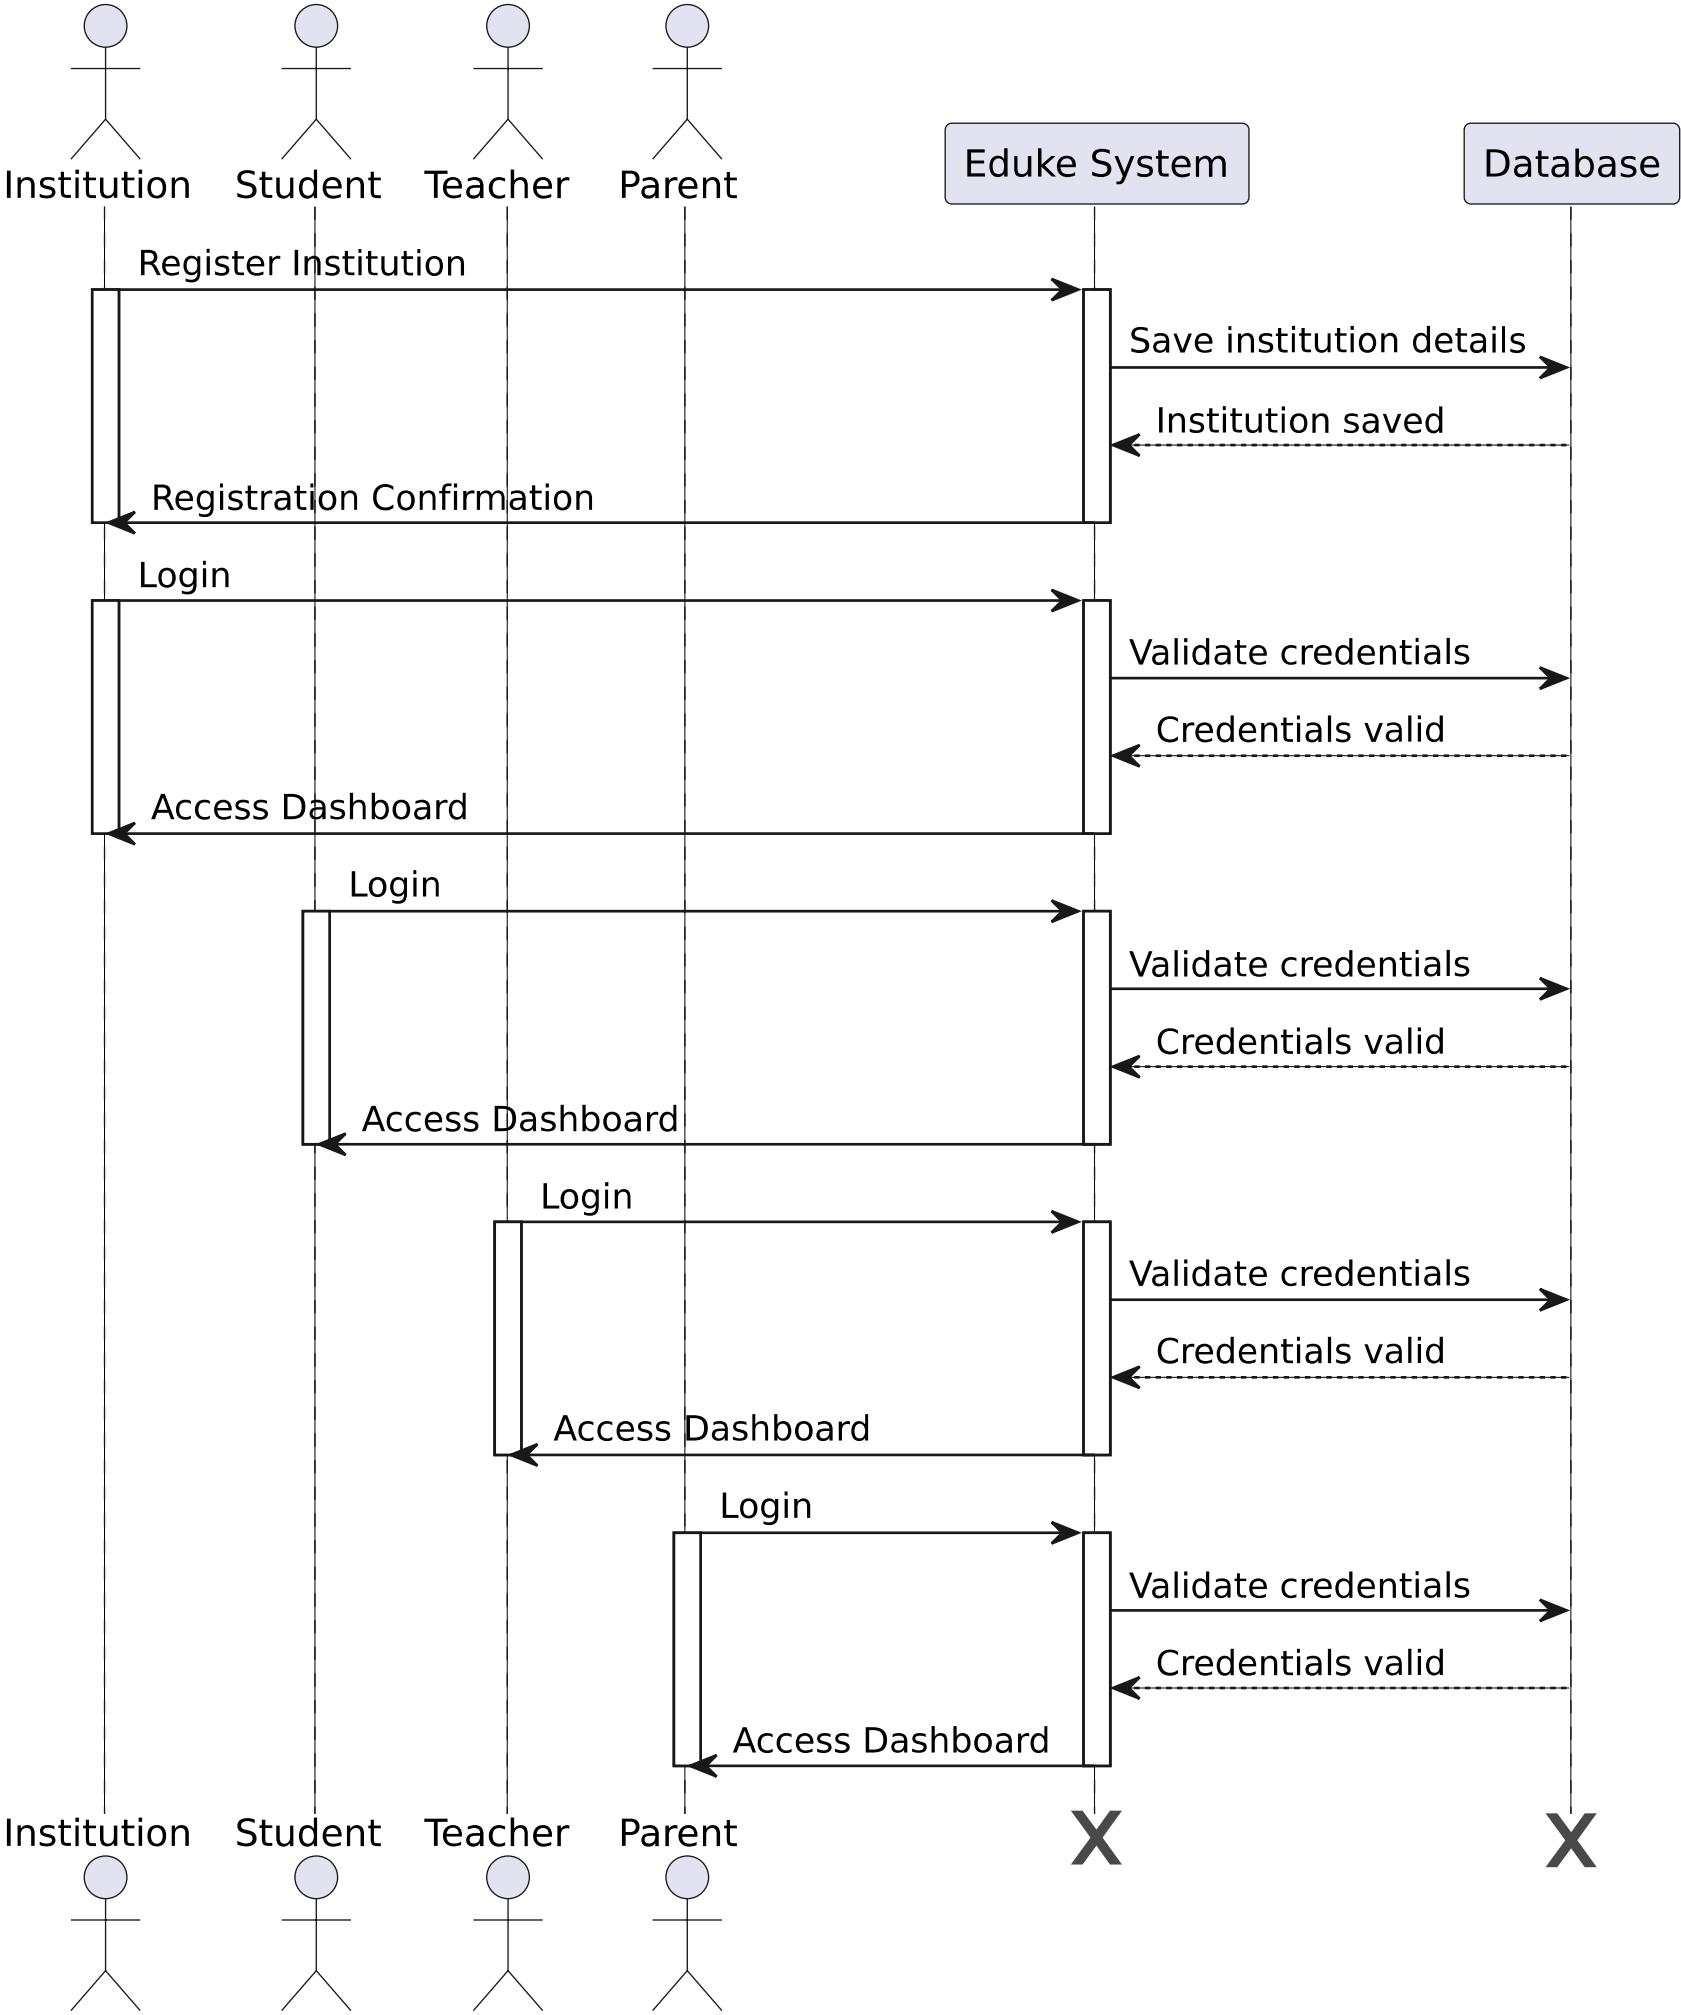 Institution
Student
Teacher
Parent
Eduke System
Database
Register Institution
Save institution details
Institution saved
Registration Confirmation
Login
Validate credentials
Credentials valid
Access Dashboard
Login
Validate credentials
Credentials valid
Access Dashboard
Login
Validate credentials
Credentials valid
Access Dashboard
Login
Validate credentials
Credentials valid
Access Dashboard
Institution
Student
Teacher
Parent